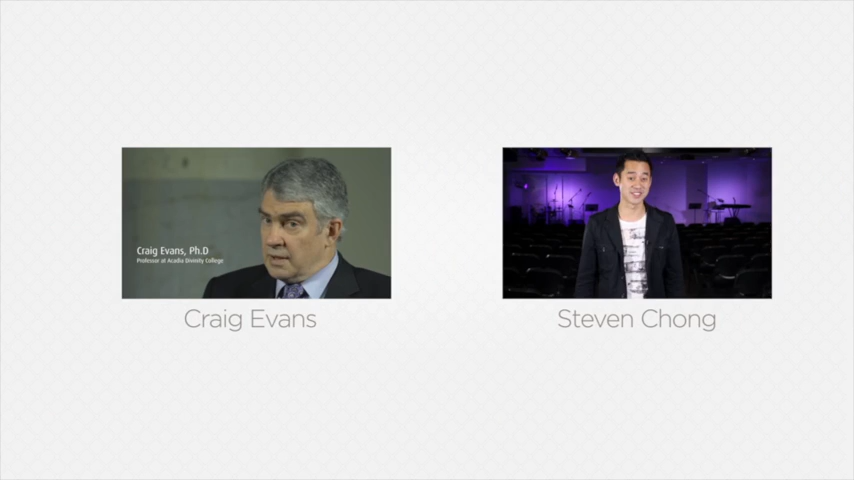 Craig Evans, Ph.D
Professor at Acadia Divinity College
Craig Evans
Steven Chong